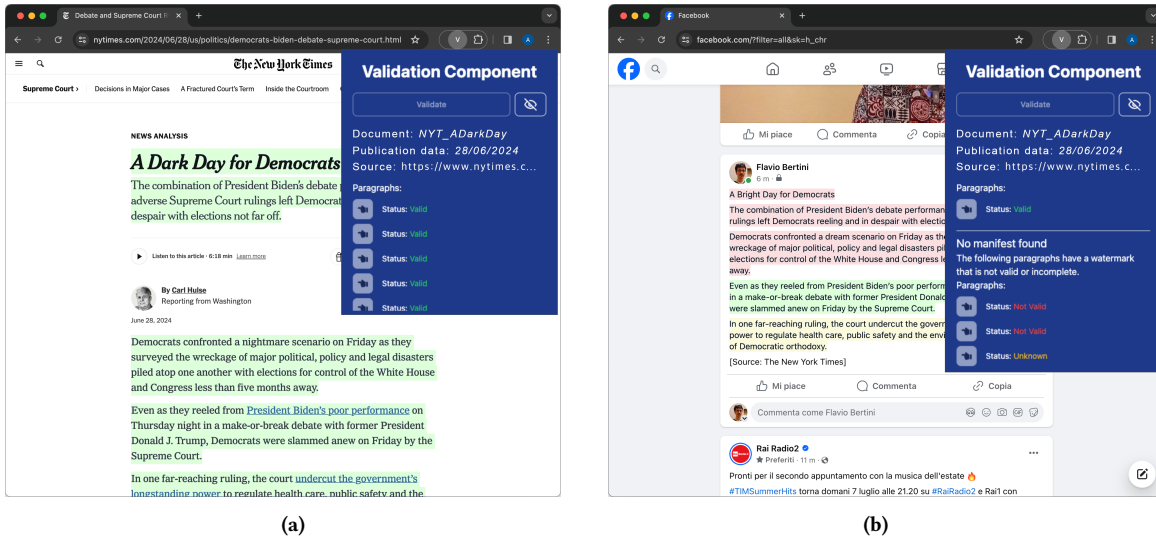 Debate and Supreme Court R
nytimes.com/2024/06/28/us/politics/democrats-biden-debate-supreme-court.html
V
A
The New York Times
Supreme Court ›
Decisions in Major Cases
A Fractured Court's Term
Inside the Courtroom
NEWS ANALYSIS
A Dark Day for Democrats
The combination of President Biden's debate
adverse Supreme Court rulings left Democrat
despair with elections not far off.
Listen to this article · 6:18 min Learn more
By Carl Hulse
Reporting from Washington
June 28, 2024
Democrats confronted a nightmare scenario on Friday as they
surveyed the wreckage of major political, policy and legal disasters
piled atop one another with elections for control of the White House
and Congress less than five months away.
Even as they reeled from President Biden's poor performance on
Thursday night in a make-or-break debate with former President
Donald J. Trump, Democrats were slammed anew on Friday by the
Supreme Court.
In one far-reaching ruling, the court undercut the government's
longstanding power to regulate health care, public safety and the
Validation Component
Validate
Document: NYT_ADarkDay
Publication data: 28/06/2024
Source: https://www.nytimes.c...
Paragraphs:
Status: Valid
Status: Valid
Status: Valid
Status: Valid
Status: Valid
(a)
Facebook
facebook.com/?filter=all&sk=h_chr
V
A
Mi piace
Commenta
Copia
Flavio Bertini
6 m ·
A Bright Day for Democrats
The combination of President Biden's debate performan
rulings left Democrats reeling and in despair with electio
Democrats confronted a dream scenario on Friday as the
wreckage of major political, policy and legal disasters pil
elections for control of the White House and Congress le
away.
Even as they reeled from President Biden's poor perform
in a make-or-break debate with former President Donald
were slammed anew on Friday by the Supreme Court.
In one far-reaching ruling, the court undercut the govern
power to regulate health care, public safety and the envi
of Democratic orthodoxy.
[Source: The New York Times]
Mi piace
Commenta
Copia
Commenta come Flavio Bertini
Rai Radio2
Preferiti · 11 m ·
Pronti per il secondo appuntamento con la musica dell'estate 🔥
#TIMSummerHits torna domani 7 luglio alle 21.20 su #RaiRadio2 e Rai1 con
Validation Component
Validate
Document: NYT_ADarkDay
Publication data: 28/06/2024
Source: https://www.nytimes.c...
Paragraphs:
Status: Valid
No manifest found
The following paragraphs have a watermark
that is not valid or incomplete.
Paragraphs:
Status: Not Valid
Status: Not Valid
Status: Unknown
(b)